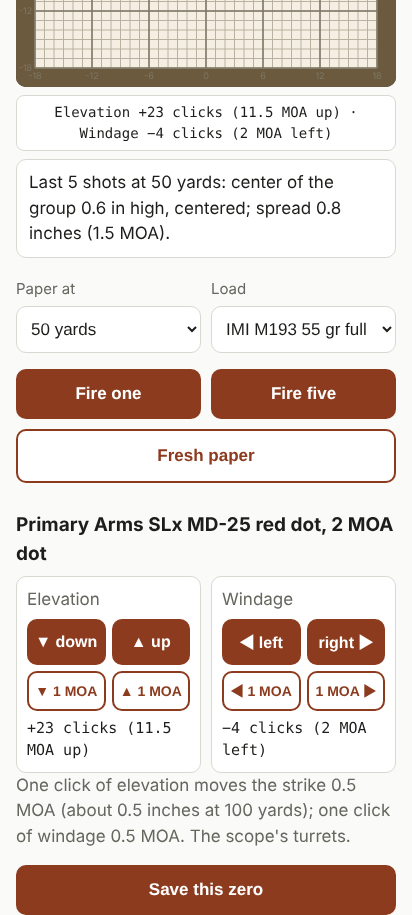 -12
-18
-18 -12 -6 0 6 12 18
Elevation +23 clicks (11.5 MOA up) ·
Windage −4 clicks (2 MOA left)
Last 5 shots at 50 yards: center of the
group 0.6 in high, centered; spread 0.8
inches (1.5 MOA).
Paper at
Load
50 yards
IMI M193 55 gr full
Fire one
Fire five
Fresh paper
Primary Arms SLx MD-25 red dot, 2 MOA
dot
Elevation
▼ down ▲ up
▼ 1 MOA ▲ 1 MOA
+23 clicks (11.5
MOA up)
Windage
◀ left right ▶
◀ 1 MOA 1 MOA ▶
−4 clicks (2 MOA
left)
One click of elevation moves the strike 0.5
MOA (about 0.5 inches at 100 yards); one click
of windage 0.5 MOA. The scope's turrets.
Save this zero